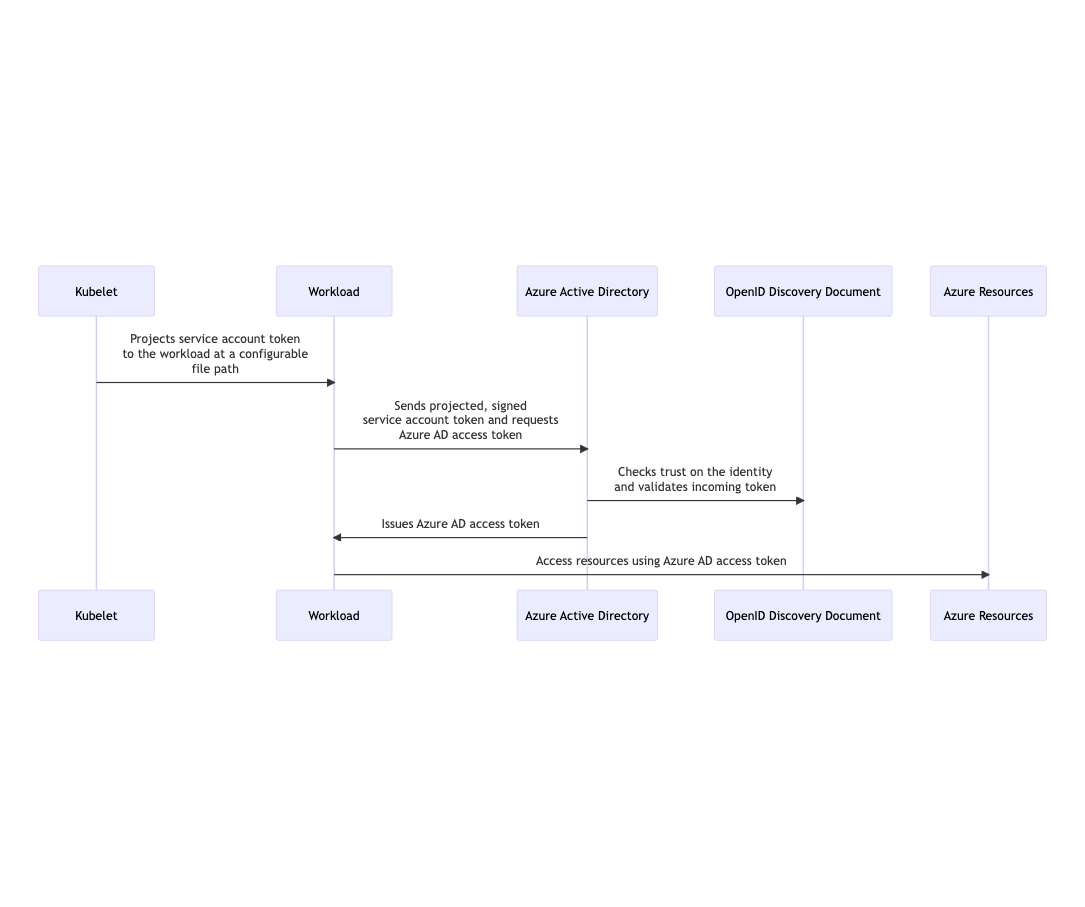 Kubelet
Workload
Azure Active Directory
OpenID Discovery Document
Azure Resources
Projects service account token
to the workload at a configurable
file path
Sends projected, signed
service account token and requests
Azure AD access token
Checks trust on the identity
and validates incoming token
Issues Azure AD access token
Access resources using Azure AD access token
Kubelet
Workload
Azure Active Directory
OpenID Discovery Document
Azure Resources